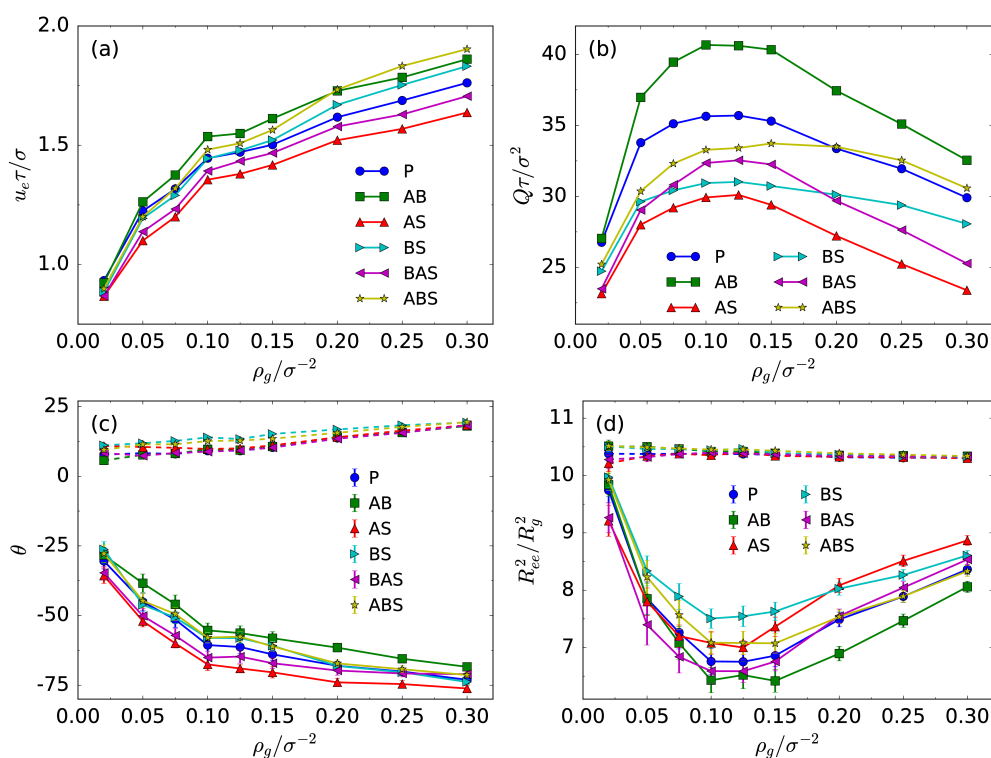 (a)
2.0
1.5
1.0
u_e τ/σ
P
AB
AS
BS
BAS
ABS
0.00 0.05 0.10 0.15 0.20 0.25 0.30
ρ_g/σ^{-2}
(b)
40
35
30
25
Qτ/σ^2
P BS
AB BAS
AS ABS
0.00 0.05 0.10 0.15 0.20 0.25 0.30
ρ_g/σ^{-2}
(c)
25
0
-25
-50
-75
θ
P
AB
AS
BS
BAS
ABS
0.00 0.05 0.10 0.15 0.20 0.25 0.30
ρ_g/σ^{-2}
(d)
11
10
9
8
7
R_{ee}^2/R_g^2
P BS
AB BAS
AS ABS
0.00 0.05 0.10 0.15 0.20 0.25 0.30
ρ_g/σ^{-2}